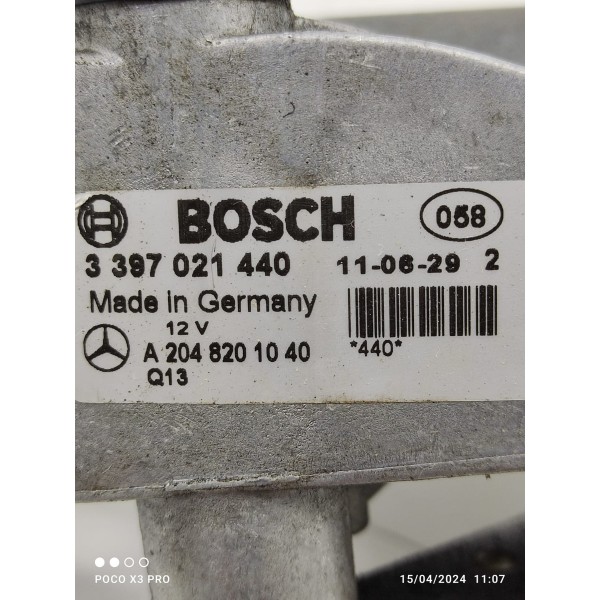 BOSCH 058
3 397 021 440 11-06-29 2
Made in Germany
12 V
A 204 820 10 40 *440*
Q13
POCO X3 PRO 15/04/2024 11:07